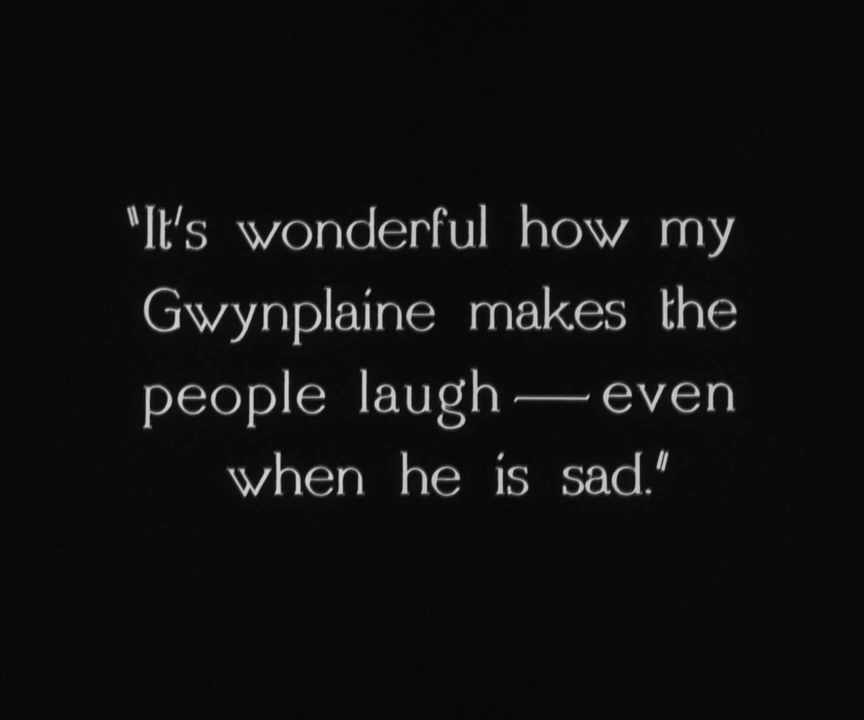 "It's wonderful how my
Gwynplaine makes the
people laugh — even
when he is sad."